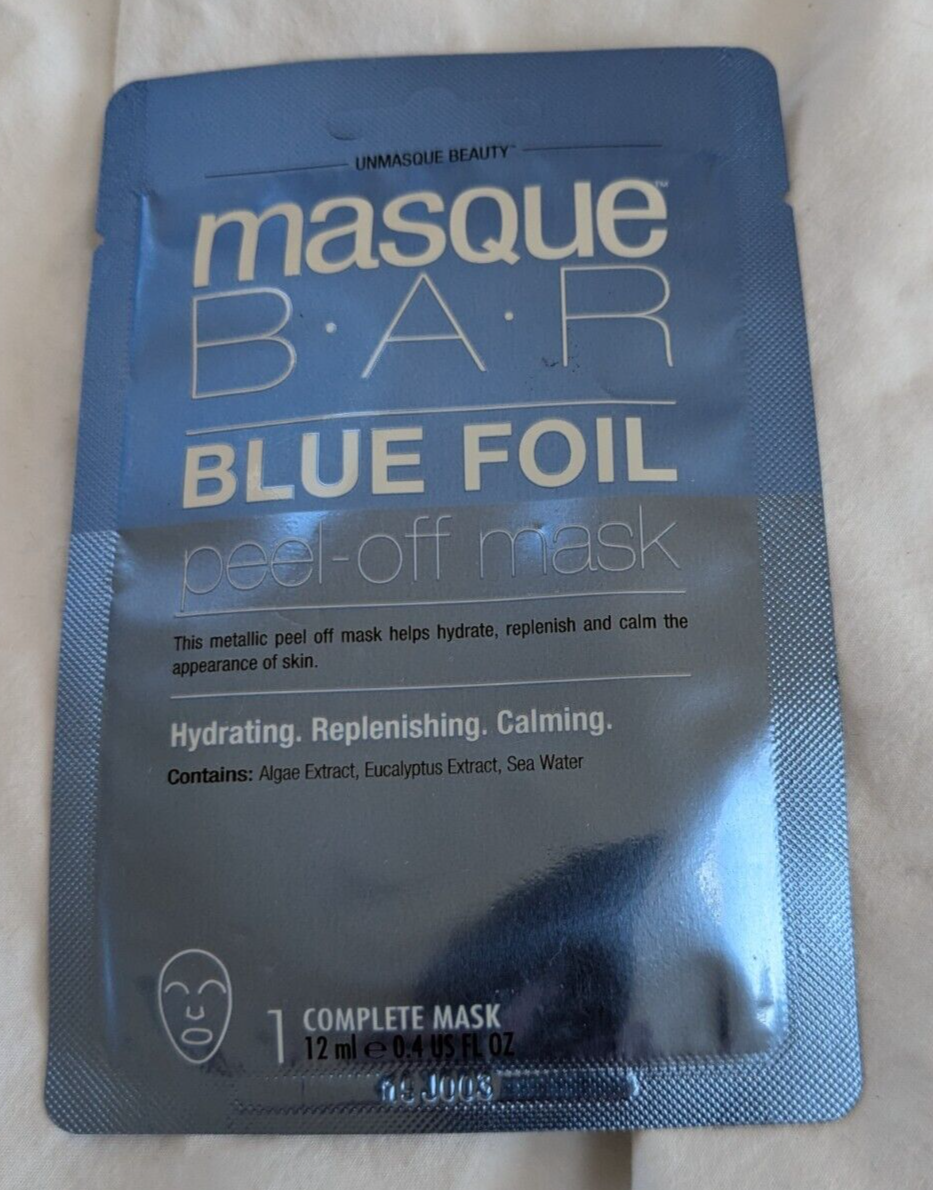 UNMASQUE BEAUTY™
masque™
B·A·R
BLUE FOIL
peel-off mask
This metallic peel off mask helps hydrate, replenish and calm the
appearance of skin.
Hydrating. Replenishing. Calming.
Contains: Algae Extract, Eucalyptus Extract, Sea Water
1 COMPLETE MASK
12 ml ℮ 0.4 US FL OZ